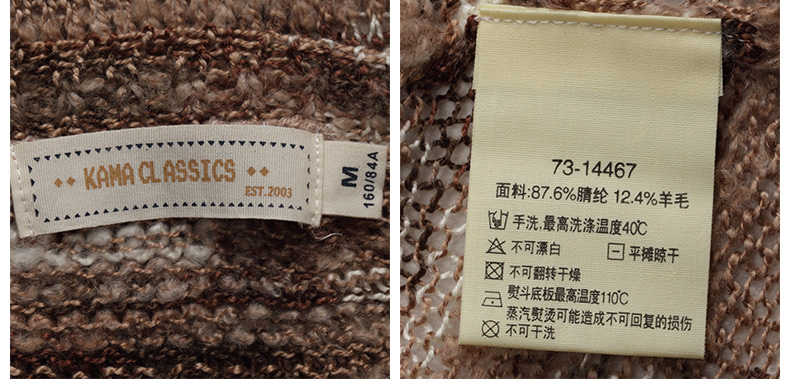 KAMA CLASSICS
EST.2003
M
160/84A
73-14467
面料:87.6%腈纶 12.4%羊毛
手洗,最高洗涤温度40℃
不可漂白 平摊晾干
不可翻转干燥
熨斗底板最高温度110℃
蒸汽熨烫可能造成不可回复的损伤
不可干洗